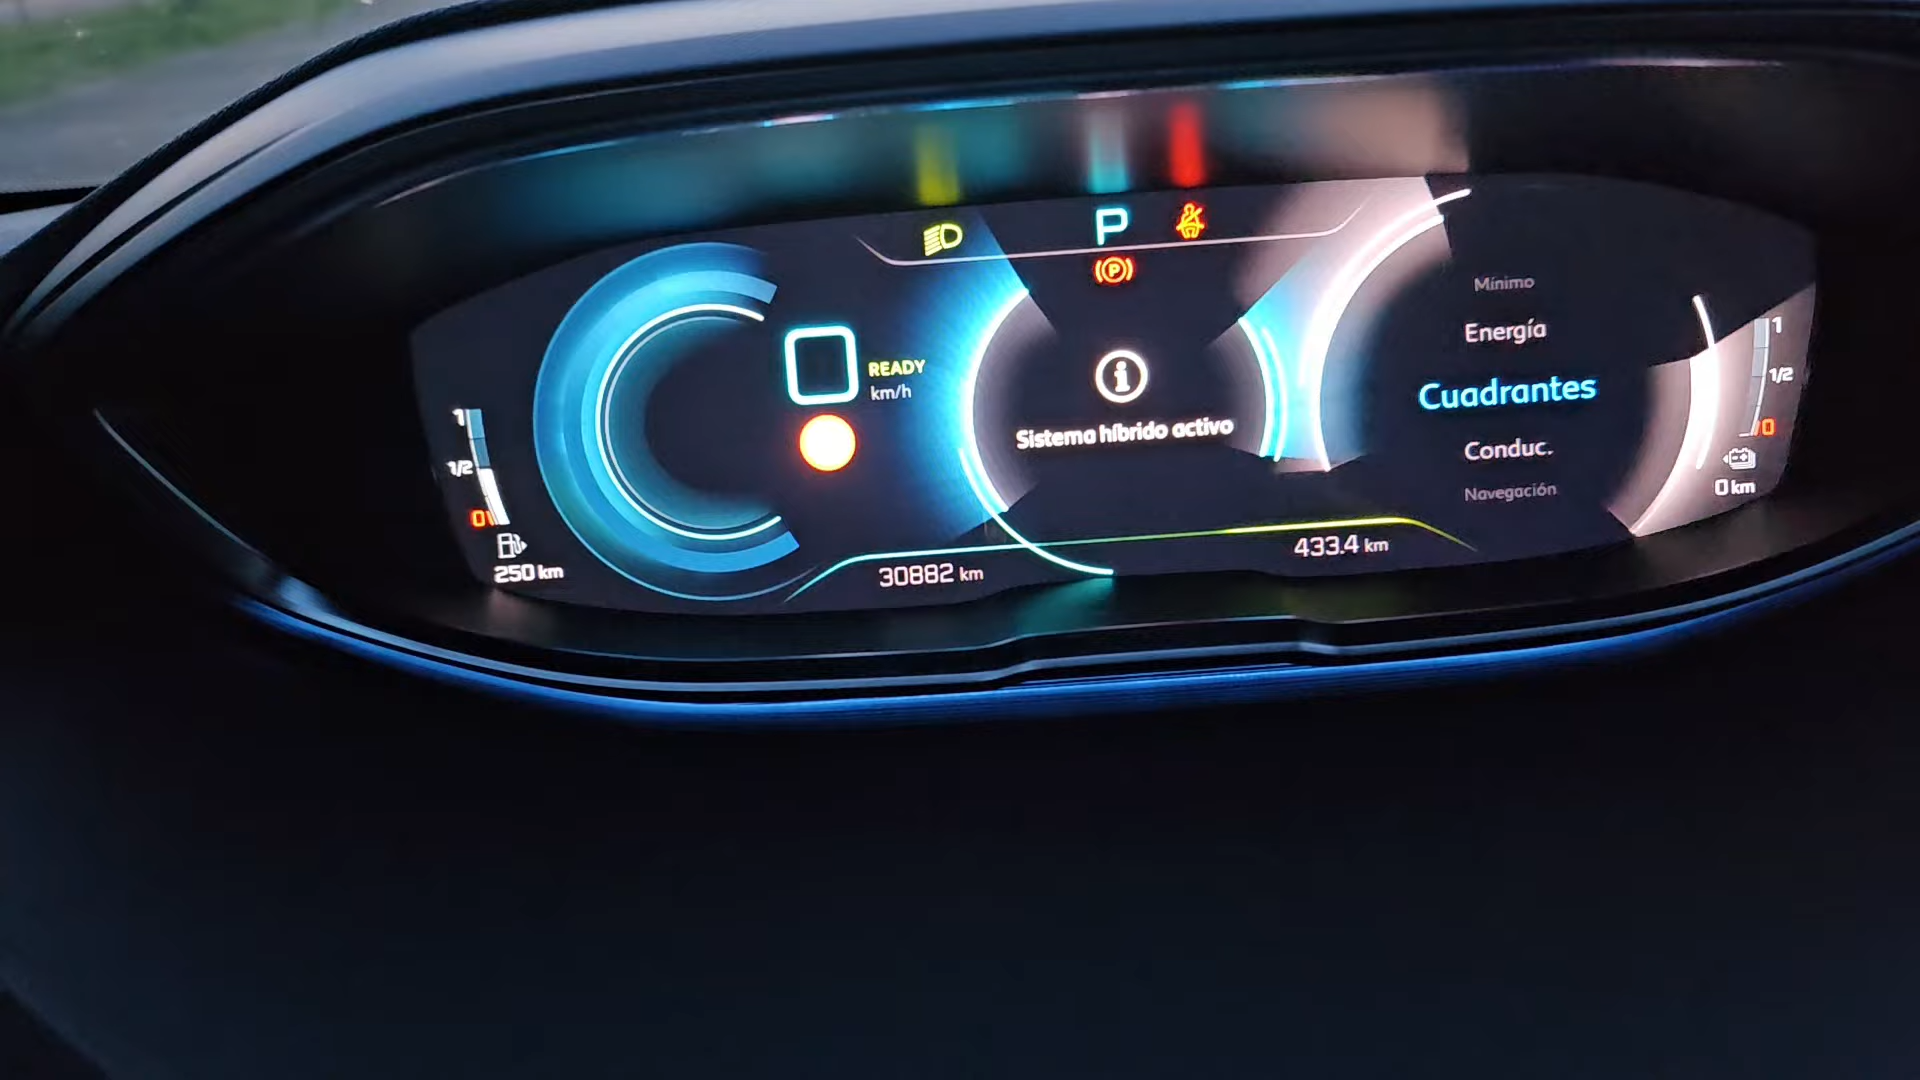 P
P
READY
km/h
Sistema híbrido activo
Mínimo
Energía
Cuadrantes
Conduc.
Navegación
1
1/2
0
250 km
30882 km
433.4 km
1
1/2
0
0 km